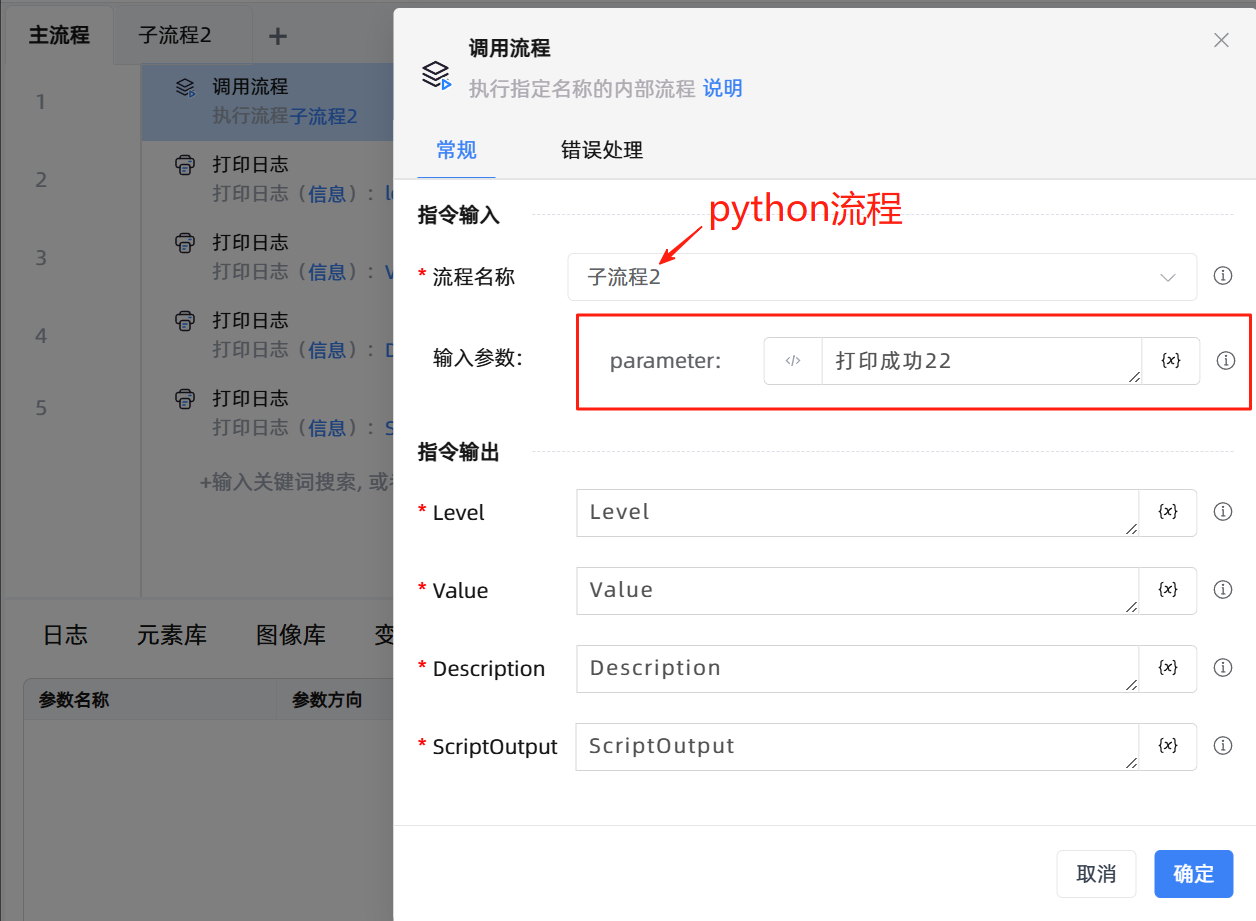 主流程
子流程2
+
1
调用流程
执行流程子流程2
2
打印日志
打印日志（信息）：
3
打印日志
打印日志（信息）：
4
打印日志
打印日志（信息）：
5
打印日志
打印日志（信息）：
+输入关键词搜索, 或
日志
元素库
图像库
变
参数名称
参数方向
调用流程
执行指定名称的内部流程 说明
常规
错误处理
指令输入
python流程
* 流程名称
子流程2
输入参数:
parameter:
</>
打印成功22
{x}
指令输出
* Level
Level
{x}
* Value
Value
{x}
* Description
Description
{x}
* ScriptOutput
ScriptOutput
{x}
取消
确定